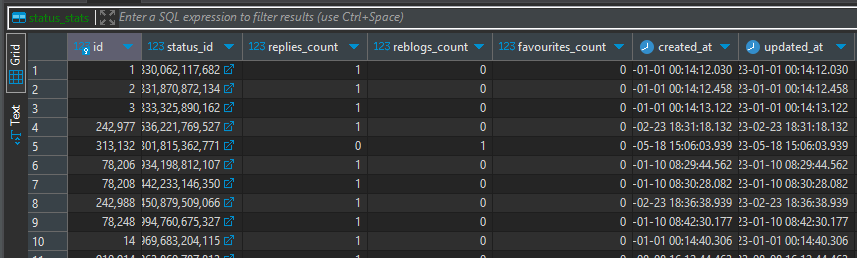 status_stats Enter a SQL expression to filter results (use Ctrl+Space)
Grid
Text
123 id 123 status_id 123 replies_count 123 reblogs_count 123 favourites_count created_at updated_at
1 1 330,062,117,682 1 0 0 -01-01 00:14:12.030 23-01-01 00:14:12.030
2 2 331,870,872,134 1 0 0 -01-01 00:14:12.458 23-01-01 00:14:12.458
3 3 333,325,890,162 1 0 0 -01-01 00:14:13.122 23-01-01 00:14:13.122
4 242,977 536,221,769,527 1 0 0 -02-23 18:31:18.132 23-02-23 18:31:18.132
5 313,132 301,815,362,771 0 1 0 -05-18 15:06:03.939 23-05-18 15:06:03.939
6 78,206 934,198,812,107 1 0 0 -01-10 08:29:44.562 23-01-10 08:29:44.562
7 78,208 442,233,146,350 1 0 0 -01-10 08:30:28.082 23-01-10 08:30:28.082
8 242,988 450,879,509,066 1 0 0 -02-23 18:36:38.939 23-02-23 18:36:38.939
9 78,248 094,760,675,327 1 0 0 -01-10 08:42:30.177 23-01-10 08:42:30.177
10 14 969,683,204,115 1 0 0 -01-01 00:14:40.306 23-01-01 00:14:40.306